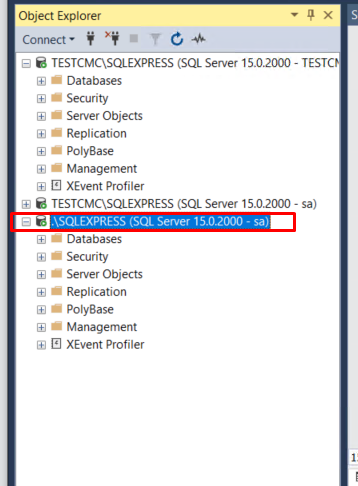 Object Explorer
S
Connect
TESTCMC\SQLEXPRESS (SQL Server 15.0.2000 - TESTCM
Databases
Security
Server Objects
Replication
PolyBase
Management
XEvent Profiler
TESTCMC\SQLEXPRESS (SQL Server 15.0.2000 - sa)
.\SQLEXPRESS (SQL Server 15.0.2000 - sa)
Databases
Security
Server Objects
Replication
PolyBase
Management
XEvent Profiler